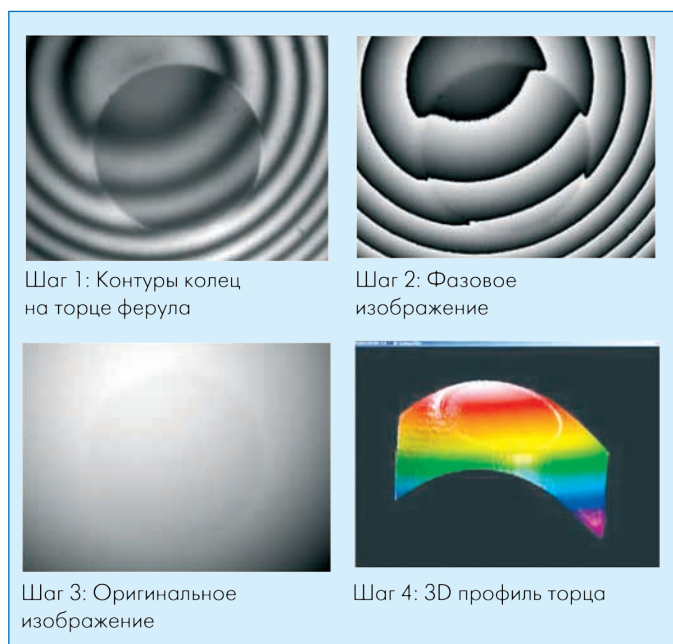 Шаг 1: Контуры колец
на торце ферула
Шаг 2: Фазовое
изображение
Шаг 3: Оригинальное
изображение
Шаг 4: 3D профиль торца